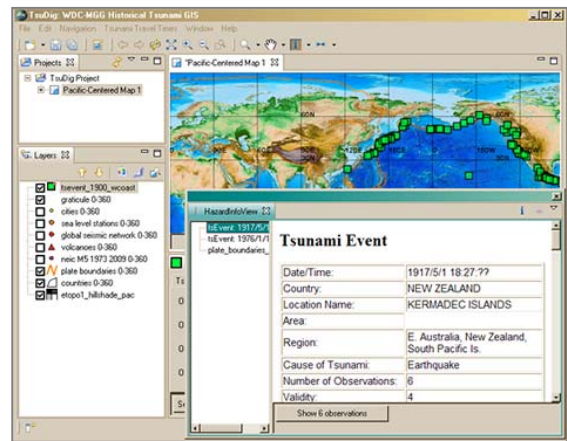 TsuDig: WDC-MGG Historical Tsunami GIS
File Edit Navigation Tsunami Travel Times Window Help
Projects
*Pacific-Centered Map 1
TsuDig Project
Pacific-Centered Map 1
Layers
tsevent_1900_wcoast
graticule 0-360
cities 0-360
sea level stations 0-360
global seismic network 0-360
volcanoes 0-360
neic M5 1973 2009 0-360
plate boundaries 0-360
countries 0-360
etopo1_hillshade_pac
60N
60N
30N
30N
HazardInfoView
tsEvent: 1917/5/1
tsEvent: 1976/1/1
plate_boundaries_
Tsunami Event
Date/Time: 1917/5/1 18:27:??
Country: NEW ZEALAND
Location Name: KERMADEC ISLANDS
Area:
Region: E. Australia, New Zealand, South Pacific Is.
Cause of Tsunami: Earthquake
Number of Observations: 6
Validity: 4
Show 6 observations